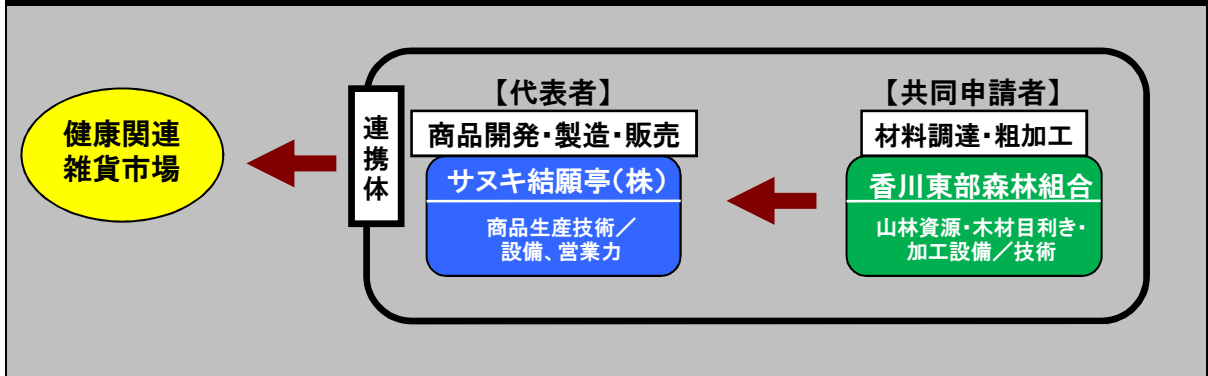 健康関連
雑貨市場
連
携
体
【代表者】
商品開発・製造・販売
サヌキ結願亭(株)
商品生産技術／
設備、営業力
【共同申請者】
材料調達・粗加工
香川東部森林組合
山林資源・木材目利き・
加工設備／技術